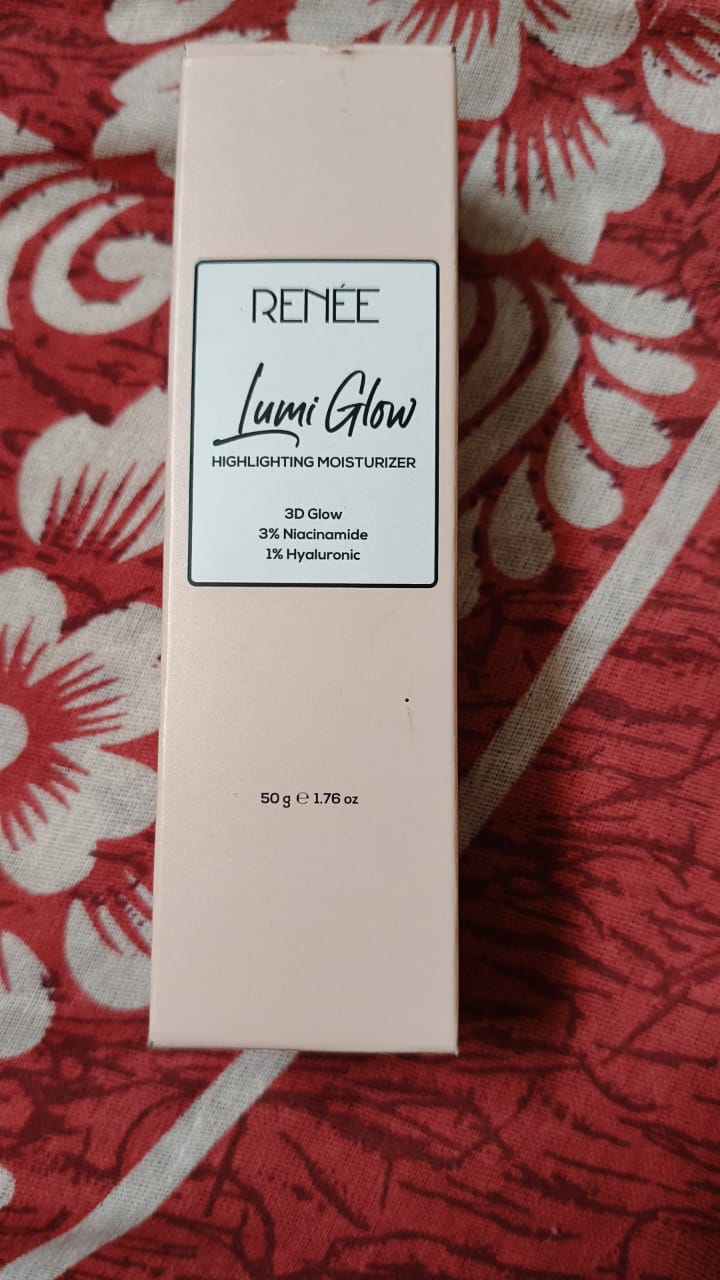 RENÉE
Lumi Glow
HIGHLIGHTING MOISTURIZER
3D Glow
3% Niacinamide
1% Hyaluronic
50 g ℮ 1.76 oz